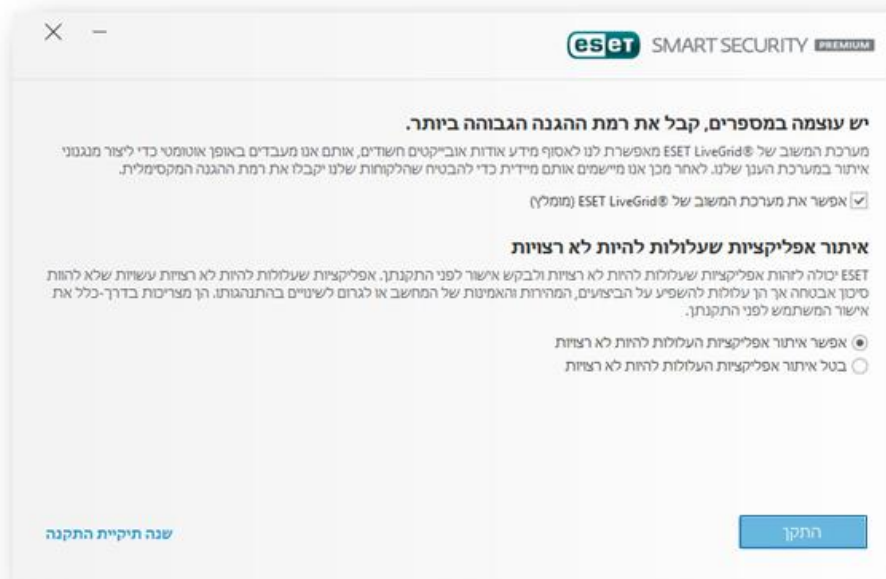 eset SMART SECURITY PREMIUM
יש עוצמה במספרים, קבל את רמת ההגנה הגבוהה ביותר.
מערכת המשוב של ESET LiveGrid® מאפשרת לנו לאסוף מידע אודות אובייקטים חשודים, אותם אנו מעבדים באופן אוטומטי כדי ליצור מנגנוני
איתור במערכת הענן שלנו. לאחר מכן אנו מיישמים אותם מיידית כדי להבטיח שהלקוחות שלנו יקבלו את רמת ההגנה המקסימלית.
אפשר את מערכת המשוב של ESET LiveGrid® (מומלץ)
איתור אפליקציות שעלולות להיות לא רצויות
ESET יכולה לזהות אפליקציות שעלולות להיות לא רצויות ולבקש אישור לפני התקנתן. אפליקציות שעלולות להיות לא רצויות עשויות שלא להוות
סיכון אבטחה אך הן עלולות להשפיע על הביצועים, המהירות והאמינות של המחשב או לגרום לשינויים בהתנהגותו. הן מצריכות בדרך-כלל את
אישור המשתמש לפני התקנתן.
אפשר איתור אפליקציות העלולות להיות לא רצויות
בטל איתור אפליקציות העלולות להיות לא רצויות
התקן
שנה תיקיית התקנה